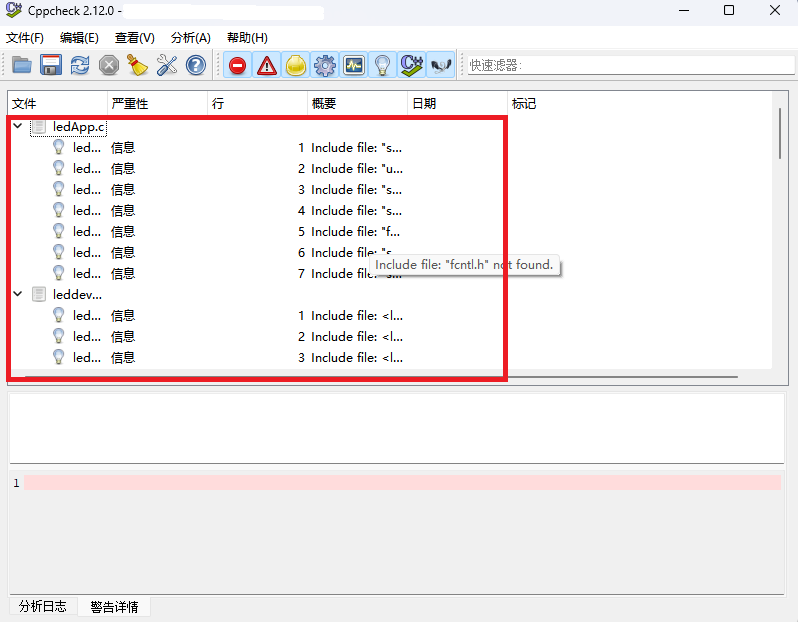 Cppcheck 2.12.0 -
文件(F) 编辑(E) 查看(V) 分析(A) 帮助(H)
快速滤器:
文件 严重性 行 概要 日期 标记
ledApp.c
led... 信息 1 Include file: "s...
led... 信息 2 Include file: "u...
led... 信息 3 Include file: "s...
led... 信息 4 Include file: "s...
led... 信息 5 Include file: "f...
led... 信息 6 Include file: "s...
Include file: "fcntl.h" not found.
led... 信息 7
leddev...
led... 信息 1 Include file: <l...
led... 信息 2 Include file: <l...
led... 信息 3 Include file: <l...
1
分析日志 警告详情